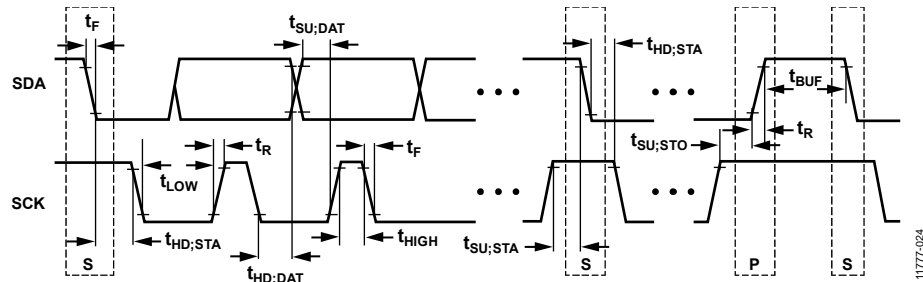 tF
tSU;DAT
tHD;STA
SDA
tBUF
tR
tSU;STO
tR
tF
tLOW
SCK
tHD;STA
tHD;DAT
tHIGH
tSU;STA
S
S
P
S
11777-024